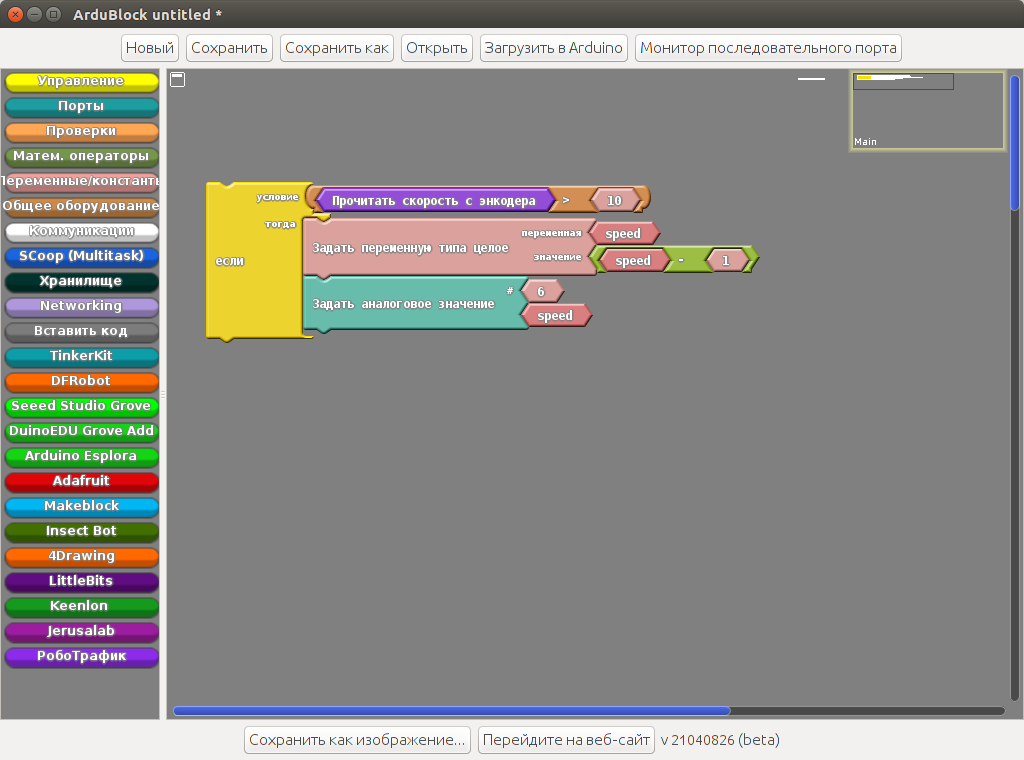 ArduBlock untitled *
Новый Сохранить Сохранить как Открыть Загрузить в Arduino Монитор последовательного порта
Управление
Порты
Проверки
Матем. операторы
Переменные/константы
Общее оборудование
Коммуникации
SCoop (Multitask)
Хранилище
Networking
Вставить код
TinkerKit
DFRobot
Seeed Studio Grove
DuinoEDU Grove Add
Arduino Esplora
Adafruit
Makeblock
Insect Bot
4Drawing
LittleBits
Keenlon
Jerusalab
РобоТрафик
Main
условие Прочитать скорость с энкодера > 10
тогда
если
Задать переменную типа целое
переменная speed
значение speed - 1
Задать аналоговое значение
# 6
speed
Сохранить как изображение... Перейдите на веб-сайт v 21040826 (beta)